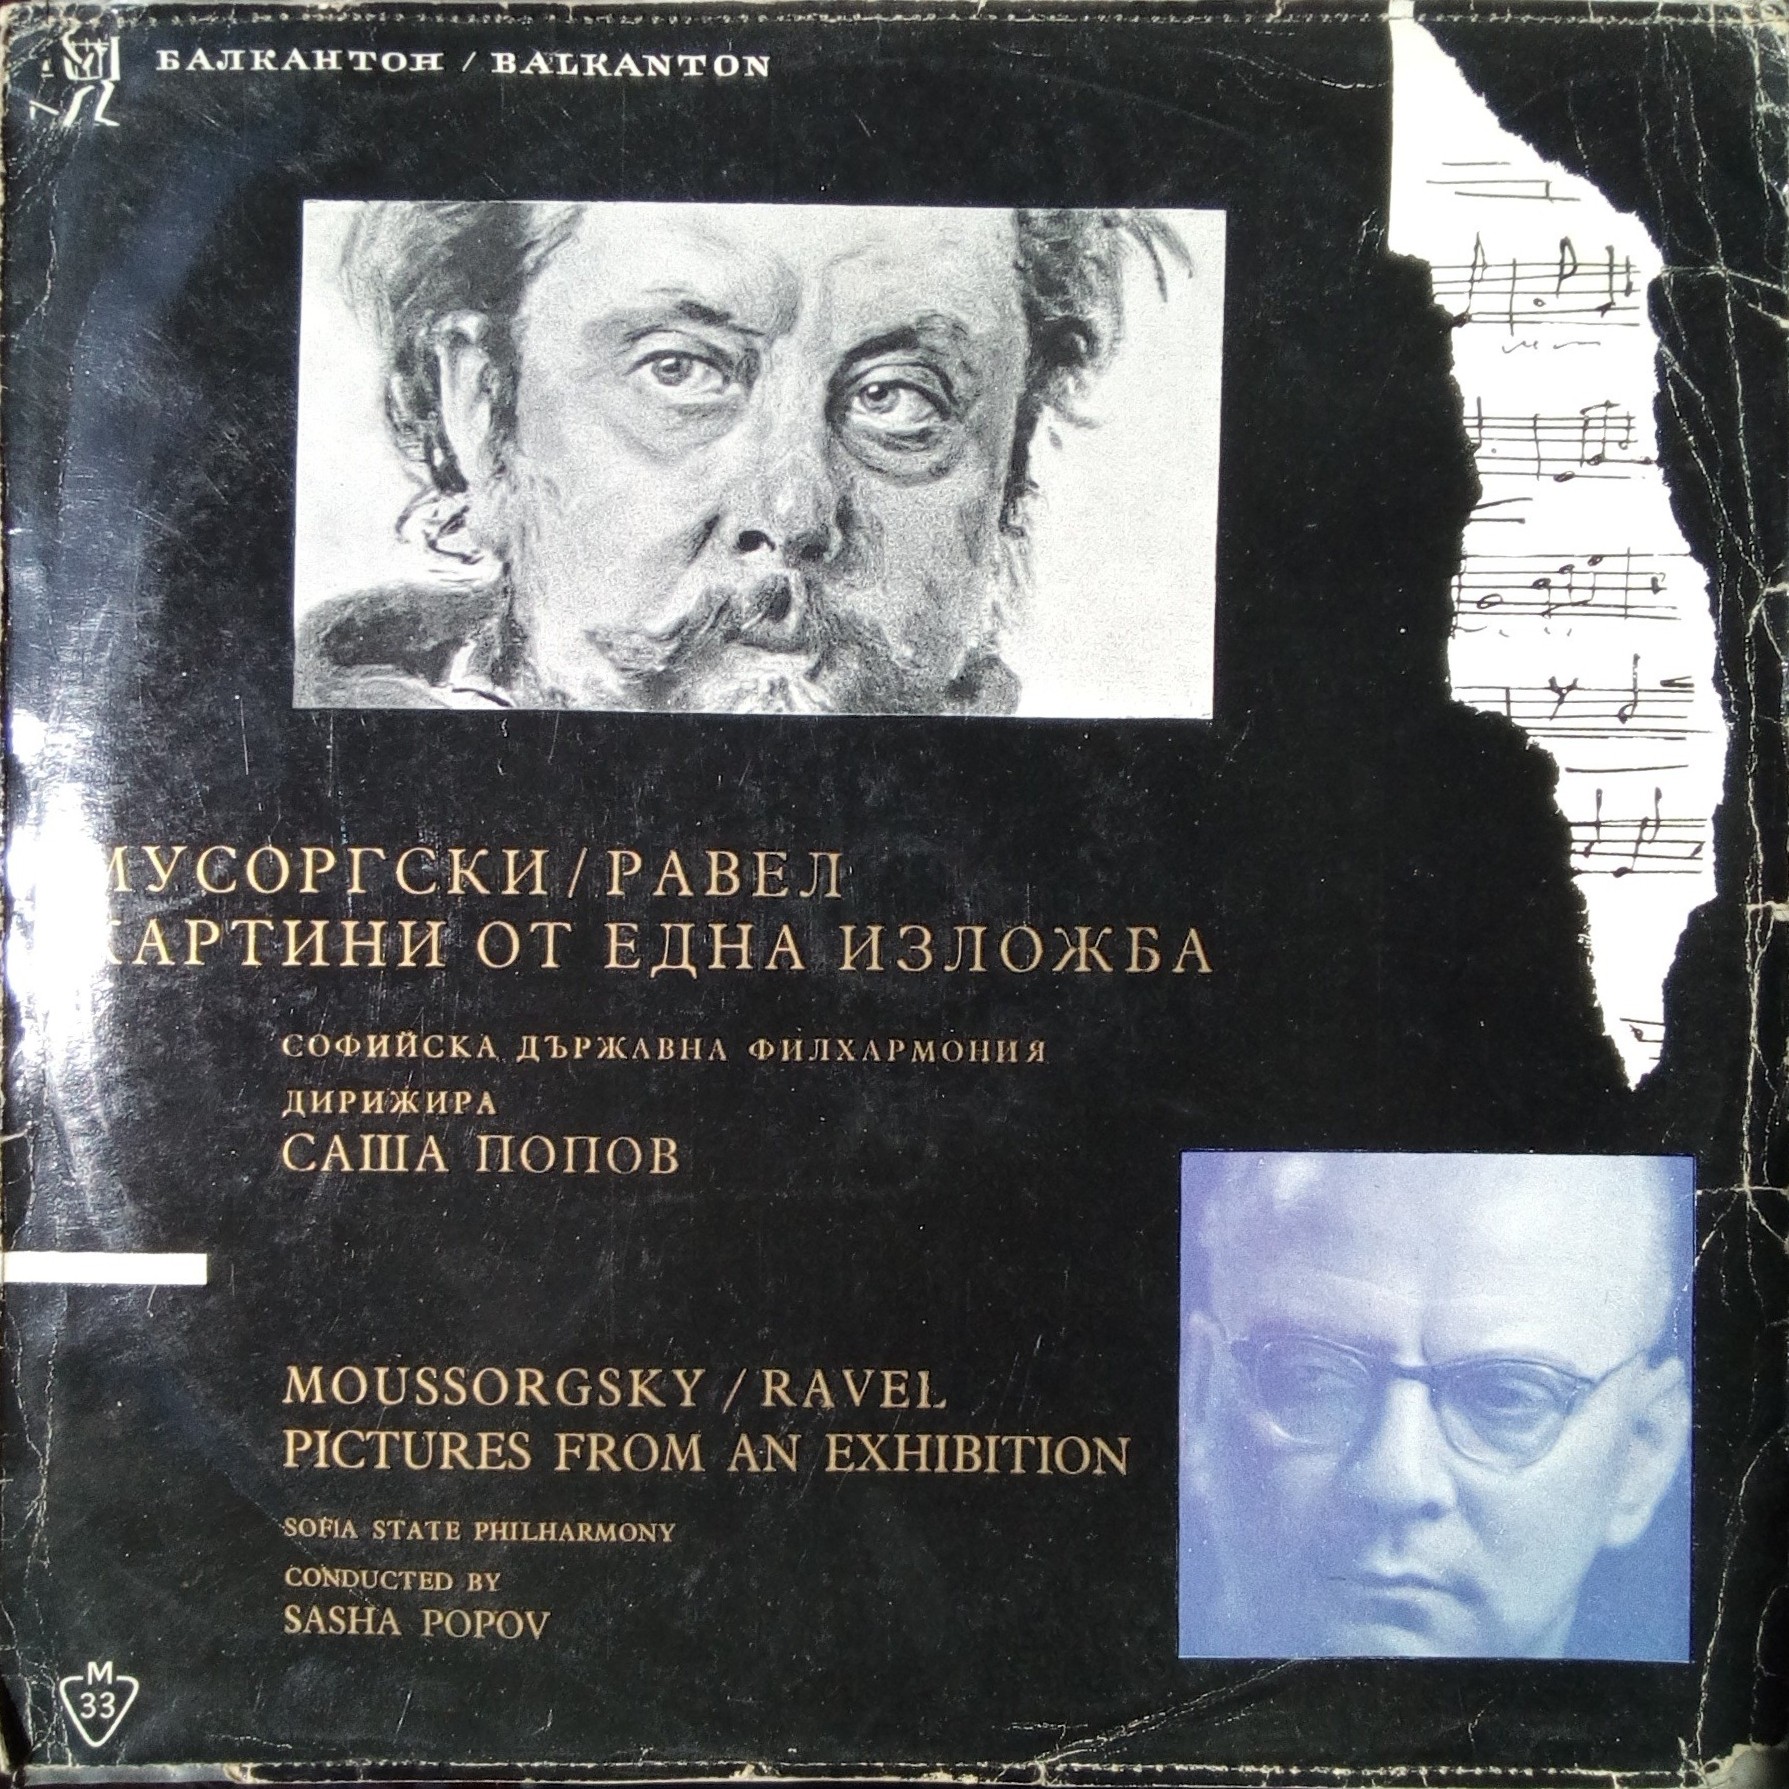 БАЛКАНТОН / BALKANTON
МУСОРГСКИ / РАВЕЛ
КАРТИНИ ОТ ЕДНА ИЗЛОЖБА
СОФИЙСКА ДЪРЖАВНА ФИЛХАРМОНИЯ
ДИРИЖИРА
САША ПОПОВ
MOUSSORGSKY / RAVEL
PICTURES FROM AN EXHIBITION
SOFIA STATE PHILHARMONY
CONDUCTED BY
SASHA POPOV
M
33